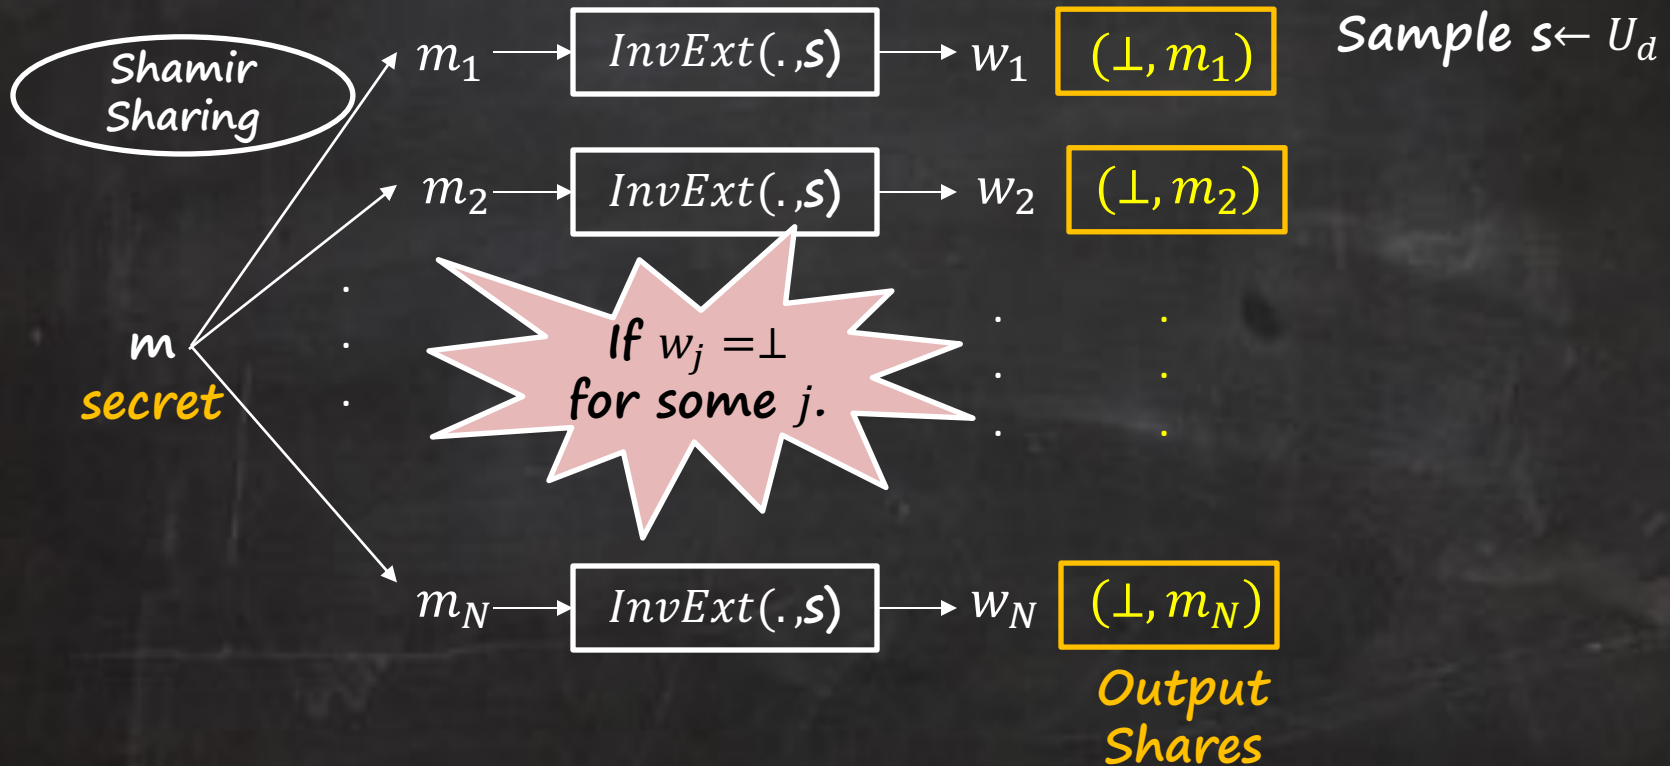 Shamir
Sharing
m₁ InvExt(.,s) w₁ (⊥, m₁) Sample s← U_d
m₂ InvExt(.,s) w₂ (⊥, m₂)
m
secret
If w_j =⊥
for some j.
m_N InvExt(.,s) w_N (⊥, m_N)
Output
Shares